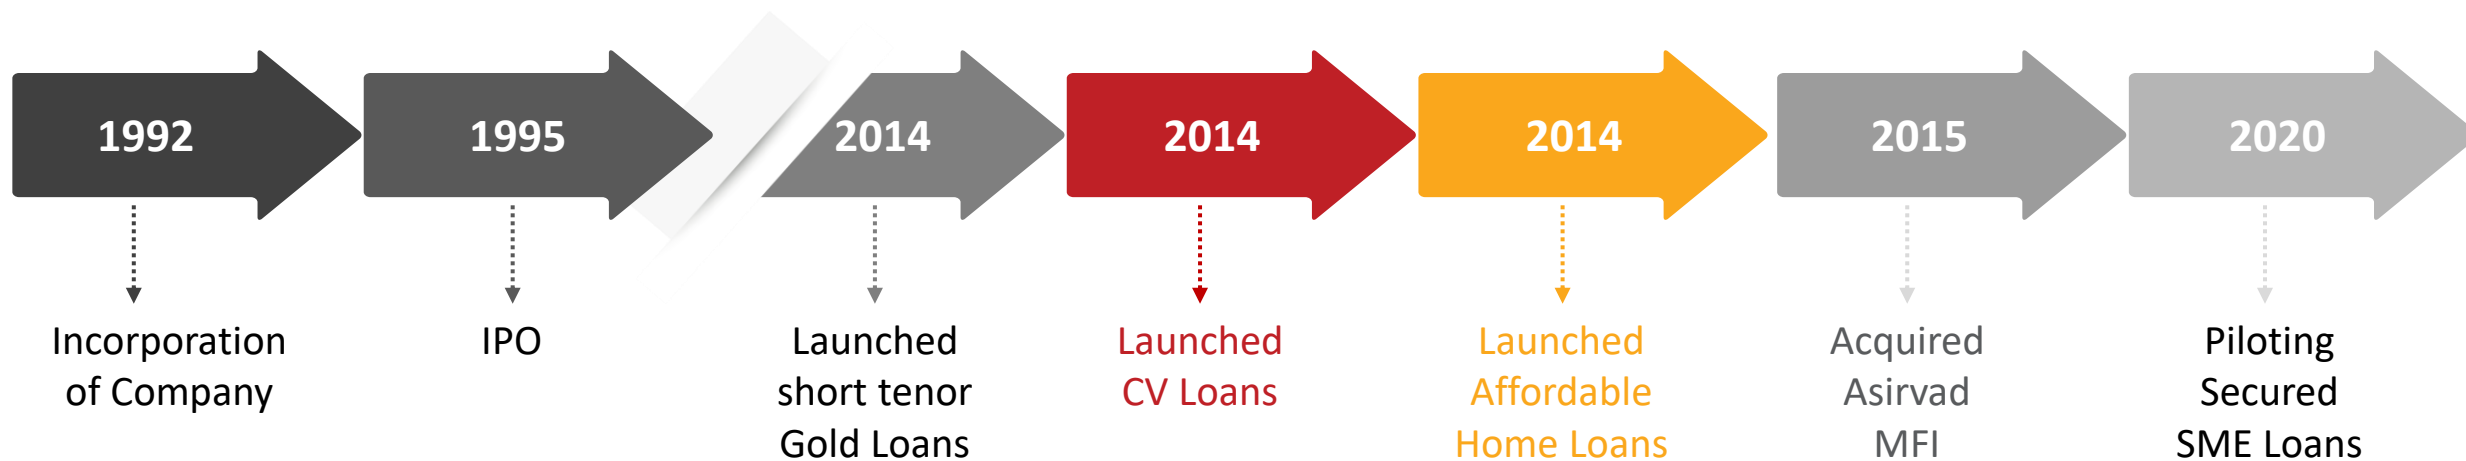 1992
1995
2014
2014
2014
2015
2020
Incorporation
of Company
IPO
Launched
short tenor
Gold Loans
Launched
CV Loans
Launched
Affordable
Home Loans
Acquired
Asirvad
MFI
Piloting
Secured
SME Loans